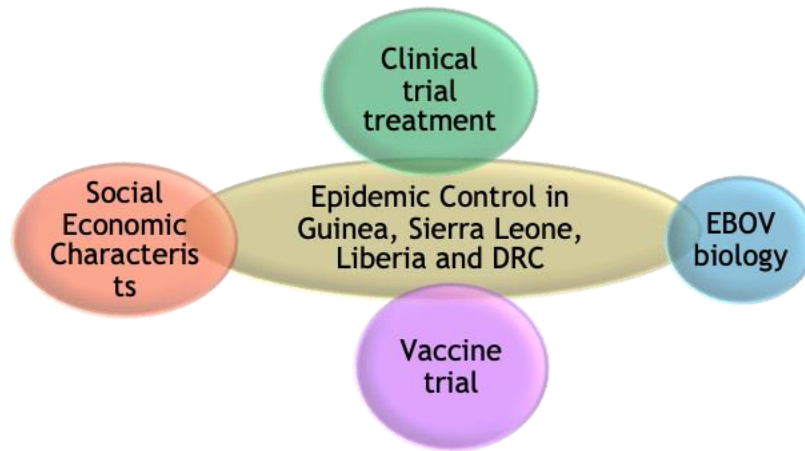 Clinical
trial
treatment
Social
Economic
Characteris
ts
Epidemic Control in
Guinea, Sierra Leone,
Liberia and DRC
EBOV
biology
Vaccine
trial